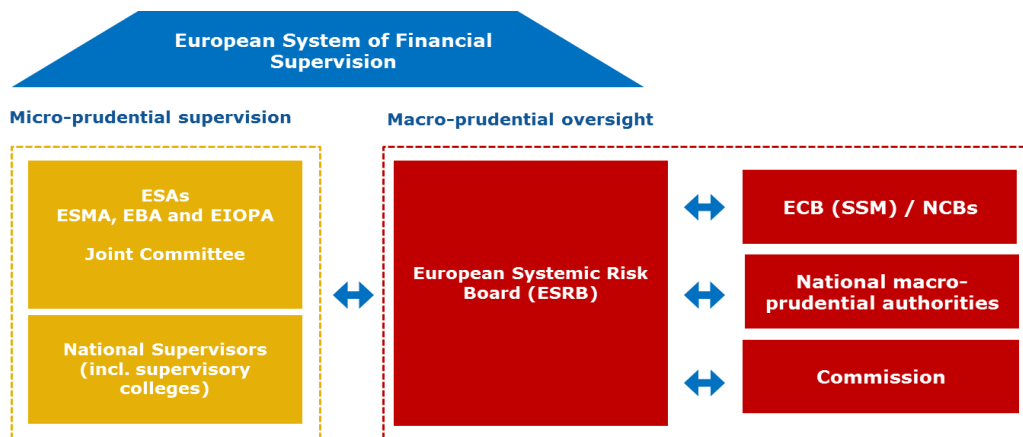 European System of Financial
Supervision
Micro-prudential supervision
Macro-prudential oversight
ESAs
ESMA, EBA and EIOPA
Joint Committee
National Supervisors
(incl. supervisory
colleges)
European Systemic Risk
Board (ESRB)
ECB (SSM) / NCBs
National macro-
prudential authorities
Commission